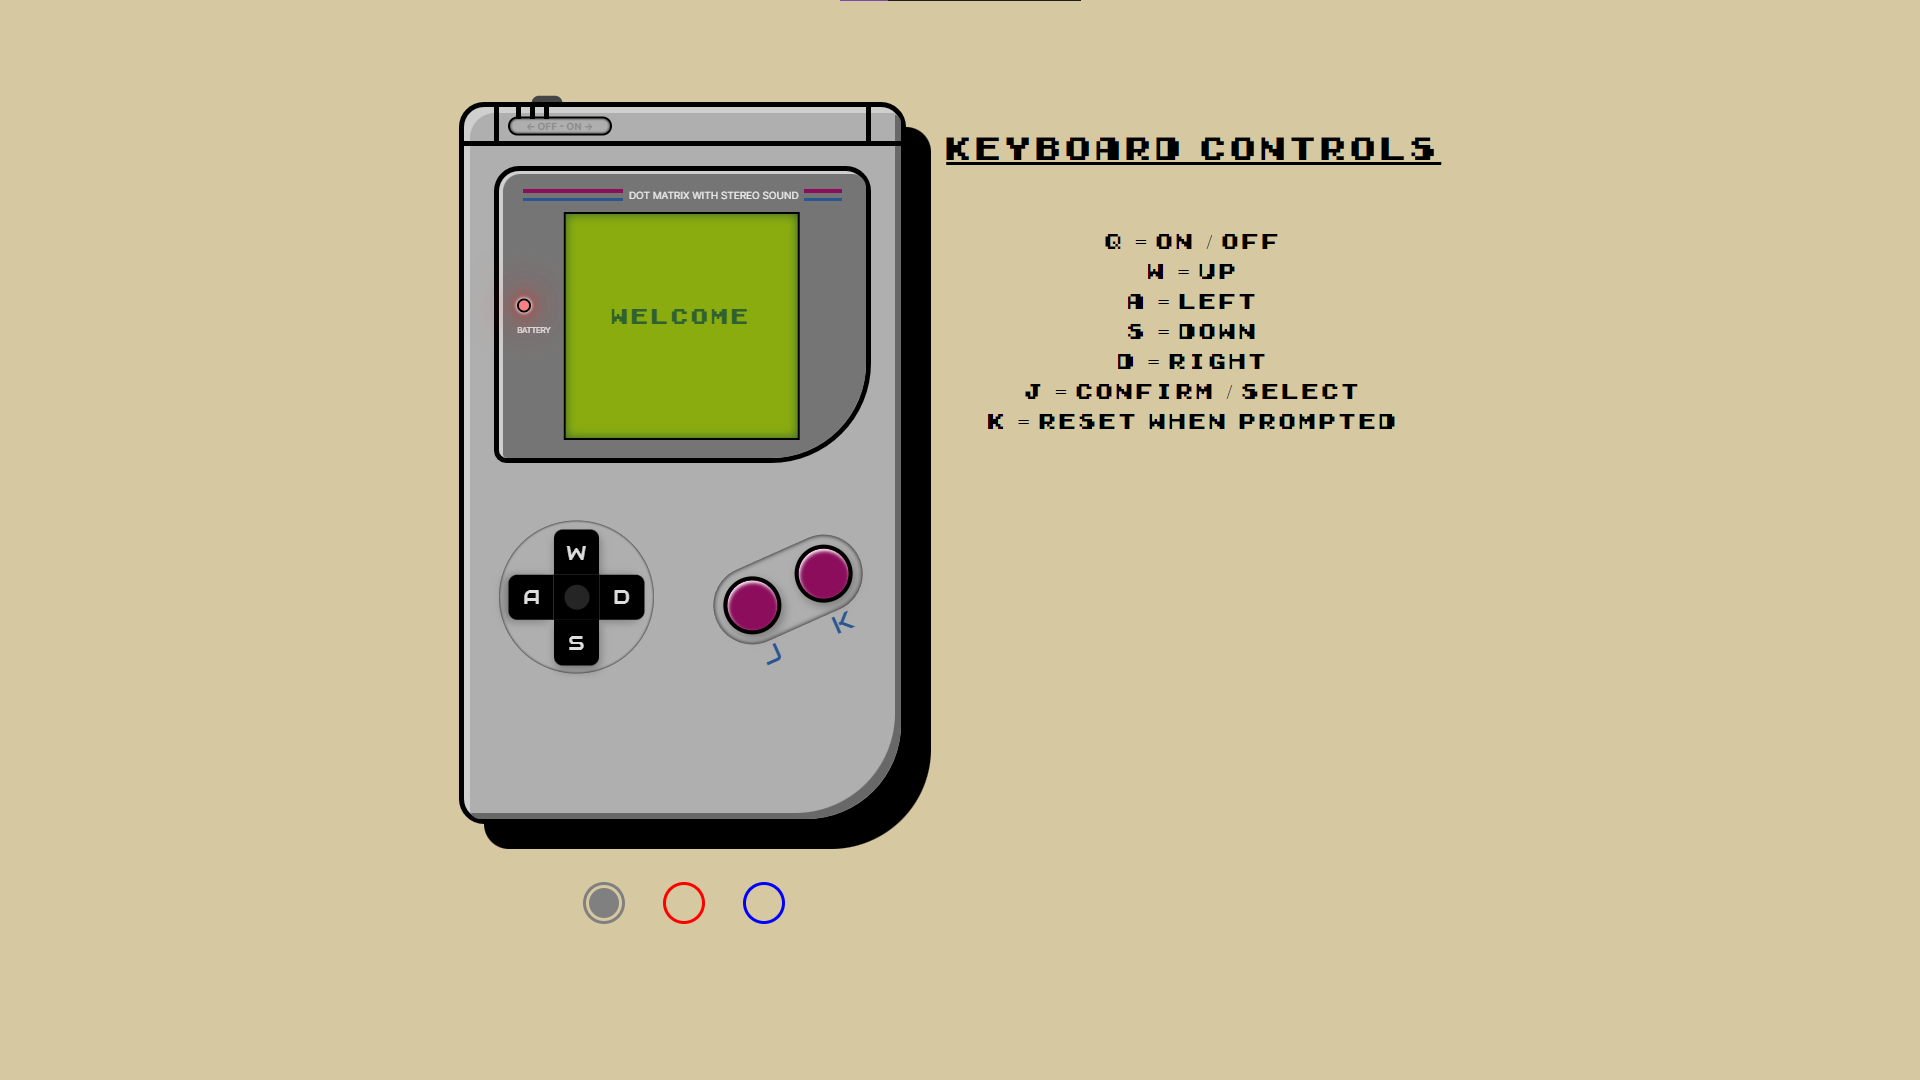 ← OFF - ON →
DOT MATRIX WITH STEREO SOUND
WELCOME
BATTERY
W
A
D
S
K
J
KEYBOARD CONTROLS
Q = ON / OFF
W = UP
A = LEFT
S = DOWN
D = RIGHT
J = CONFIRM / SELECT
K = RESET WHEN PROMPTED